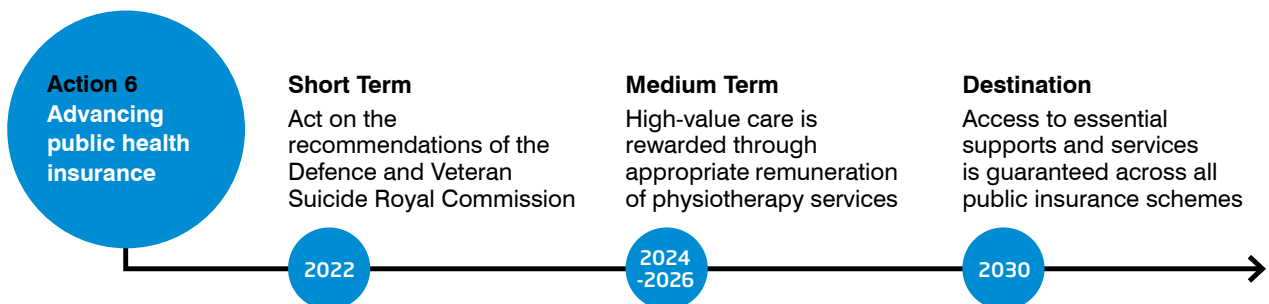 Action 6
Advancing
public health
insurance
Short Term
Act on the
recommendations of the
Defence and Veteran
Suicide Royal Commission
Medium Term
High-value care is
rewarded through
appropriate remuneration
of physiotherapy services
Destination
Access to essential
supports and services
is guaranteed across all
public insurance schemes
2022
2024
-2026
2030